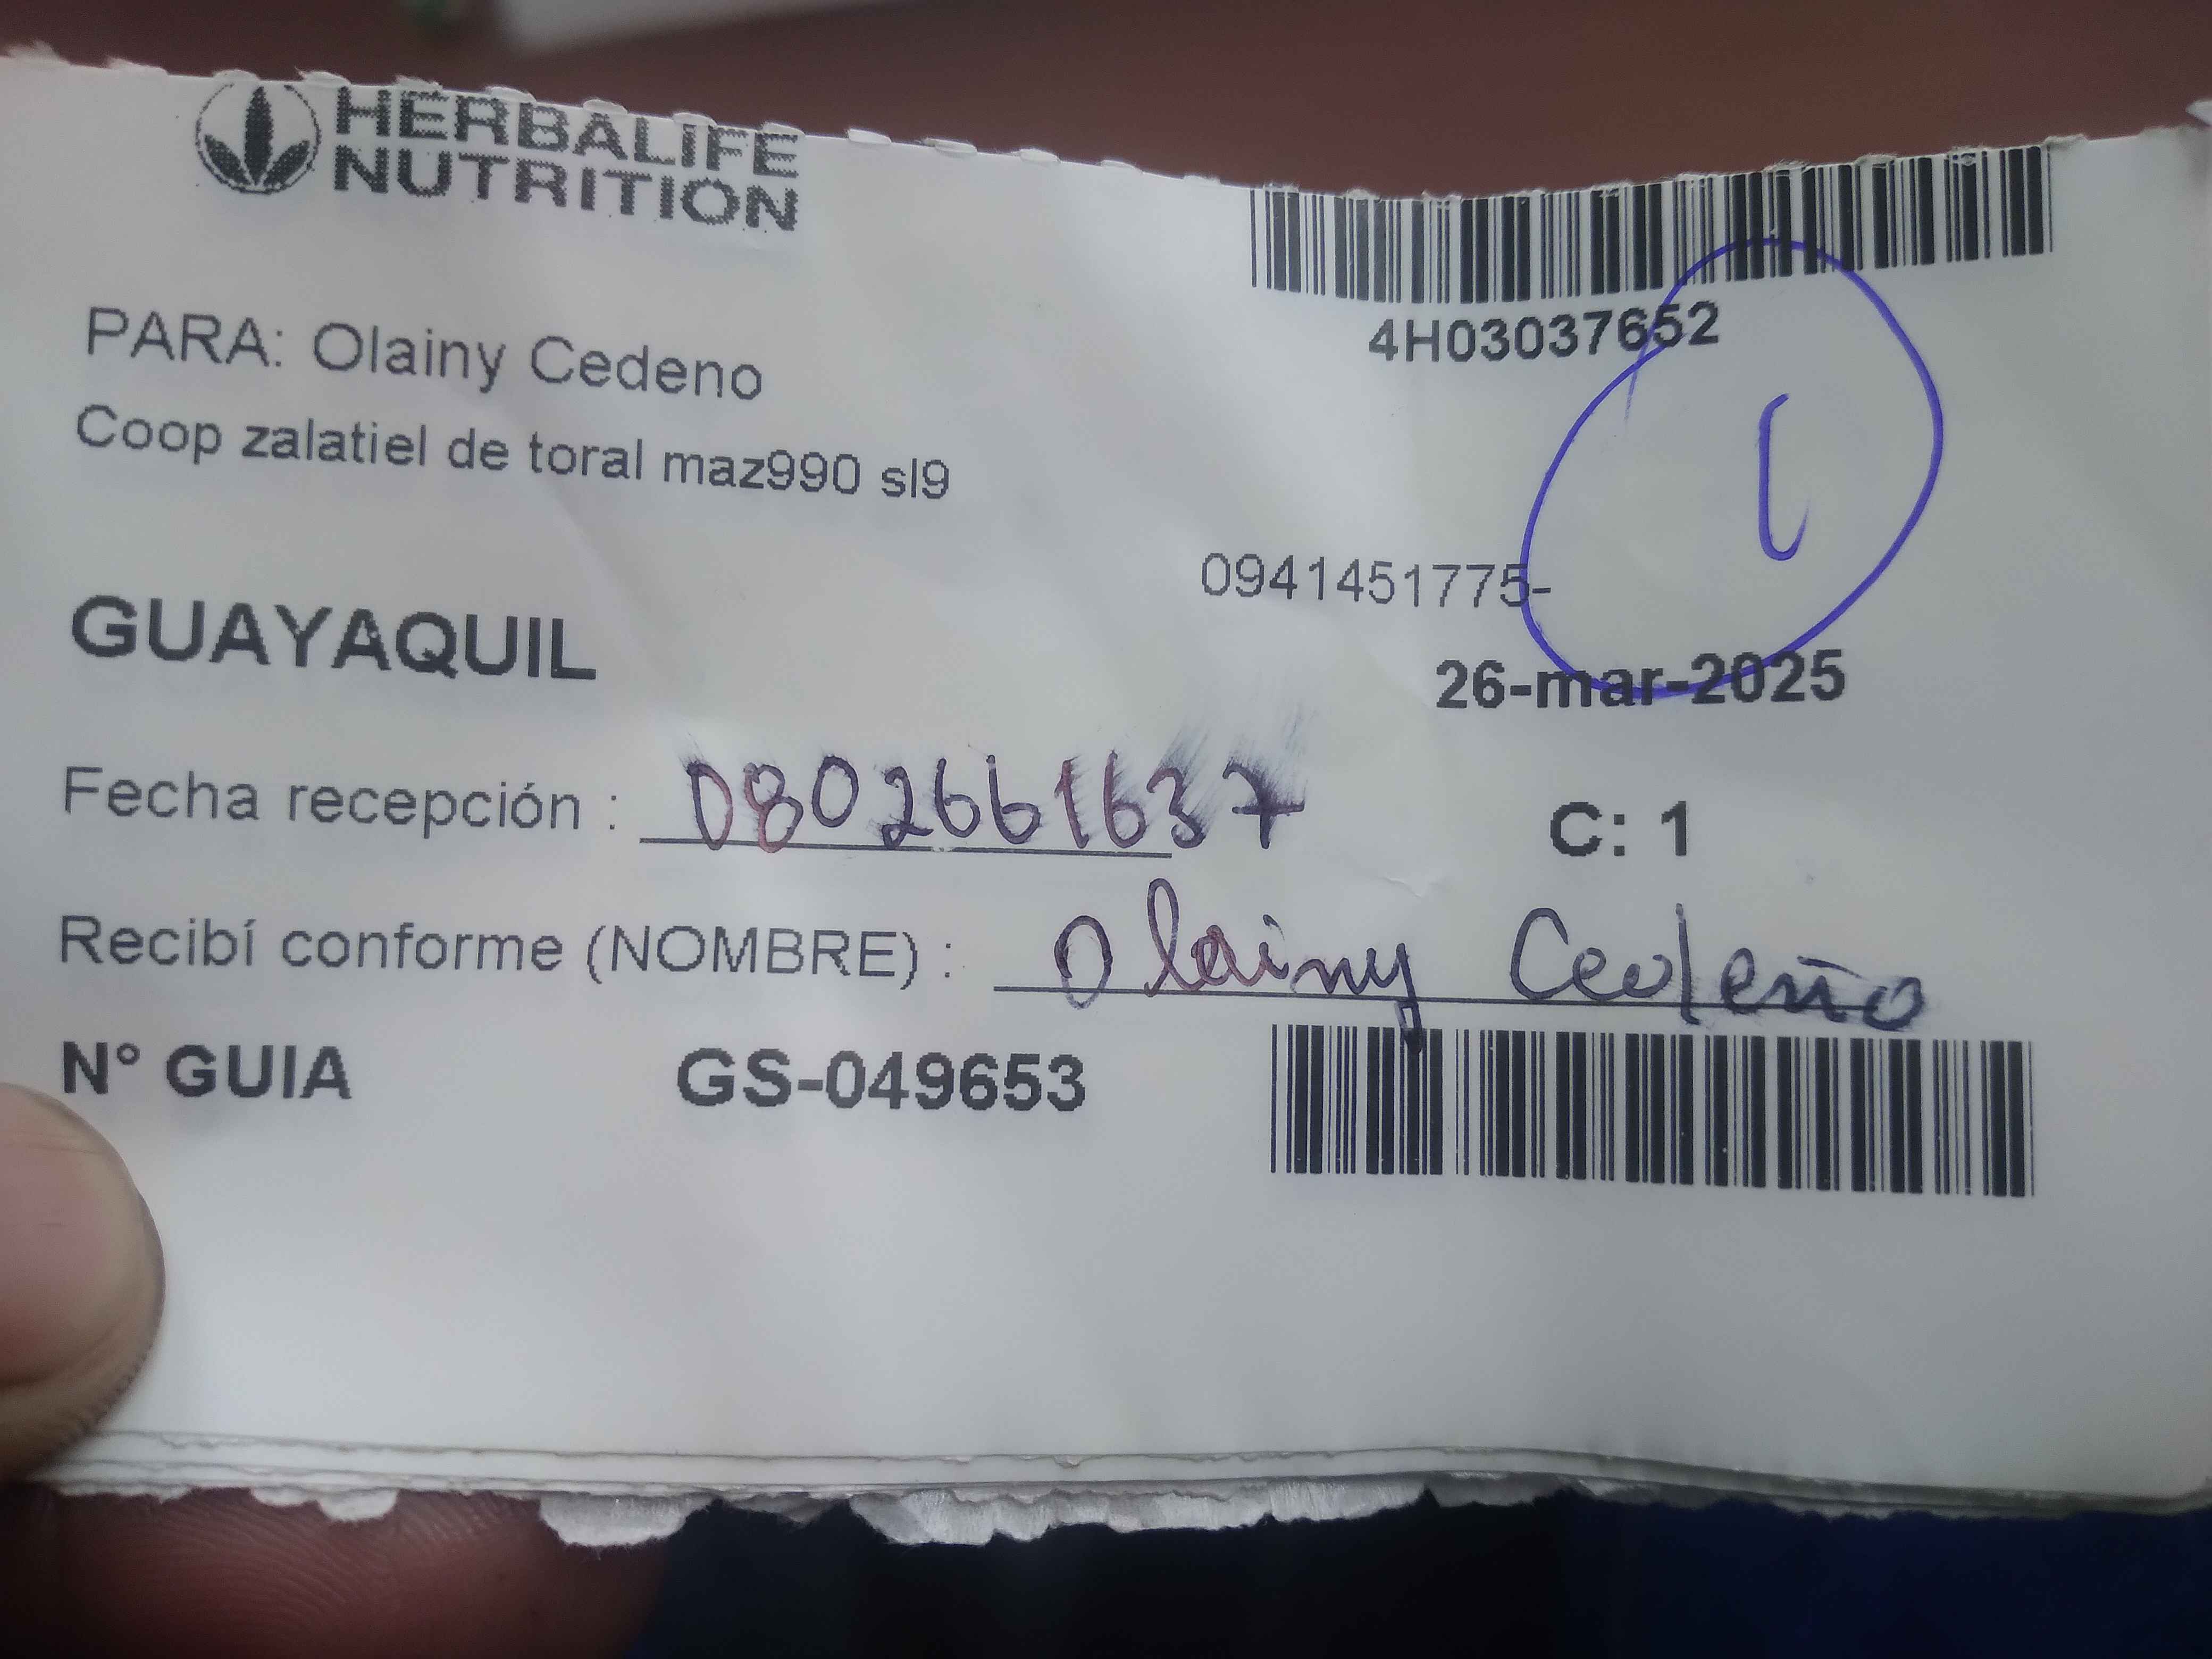 HERBALIFE
NUTRITION
4H03037652
PARA: Olainy Cedeno
Coop zalatiel de toral maz990 sl9
0941451775-
GUAYAQUIL
26-mar-2025
Fecha recepción : 0802661637
C: 1
Recibí conforme (NOMBRE) : Olainy Cedeño
N° GUIA GS-049653